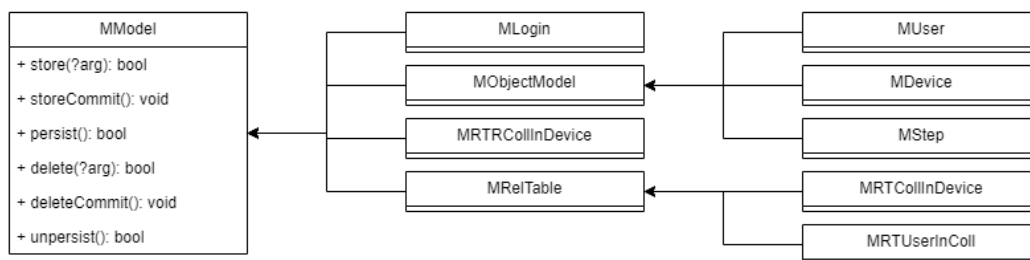 MModel
+ store(?arg): bool
+ storeCommit(): void
+ persist(): bool
+ delete(?arg): bool
+ deleteCommit(): void
+ unpersist(): bool
MLogin
MObjectModel
MRTRCollInDevice
MRelTable
MUser
MDevice
MStep
MRTCollInDevice
MRTUserInColl